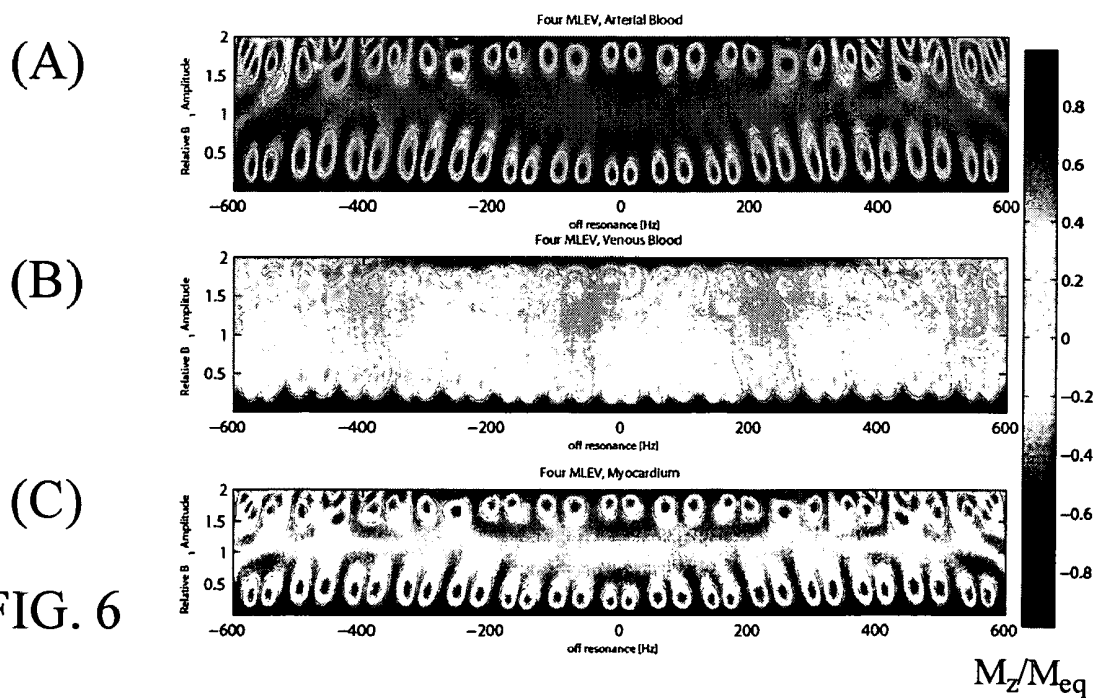 (A)
Four MLEV, Arterial Blood
Relative B₁, Amplitude
2
1.5
1
0.5
−600 −400 −200 0 200 400 600
off resonance [Hz]
(B)
Four MLEV, Venous Blood
Relative B₁, Amplitude
2
1.5
1
0.5
−600 −400 −200 0 200 400 600
off resonance [Hz]
(C)
Four MLEV, Myocardium
Relative B₁, Amplitude
2
1.5
1
0.5
−600 −400 −200 0 200 400 600
off resonance [Hz]
FIG. 6
0.8
0.6
0.4
0.2
0
−0.2
−0.4
−0.6
−0.8
M_z/M_eq